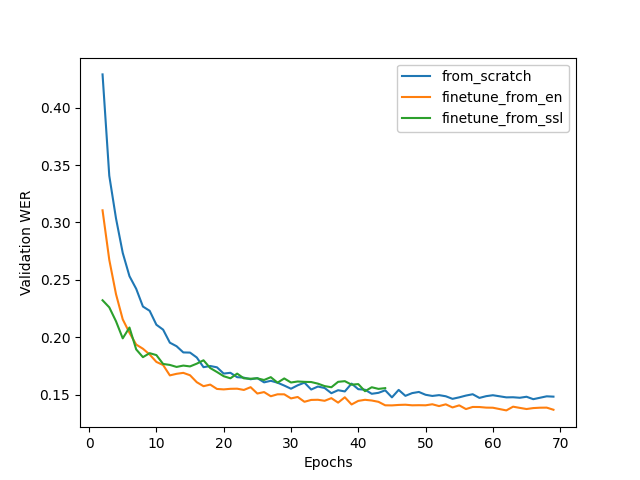 from_scratch
finetune_from_en
finetune_from_ssl
0.40
0.35
0.30
0.25
0.20
0.15
Validation WER
0 10 20 30 40 50 60 70
Epochs